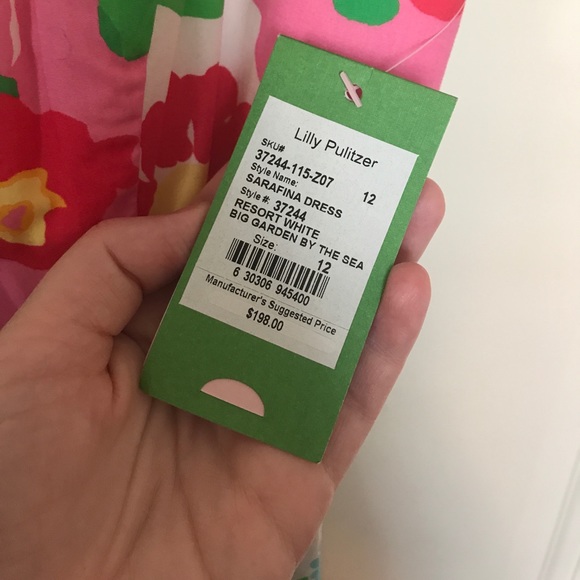 Lilly Pulitzer
SKU#
37244-115-Z07 12
Style Name:
SARAFINA DRESS
Style #: 37244
RESORT WHITE
BIG GARDEN BY THE SEA
Size: 12
6 30306 945400
Manufacturer's Suggested Price
$198.00